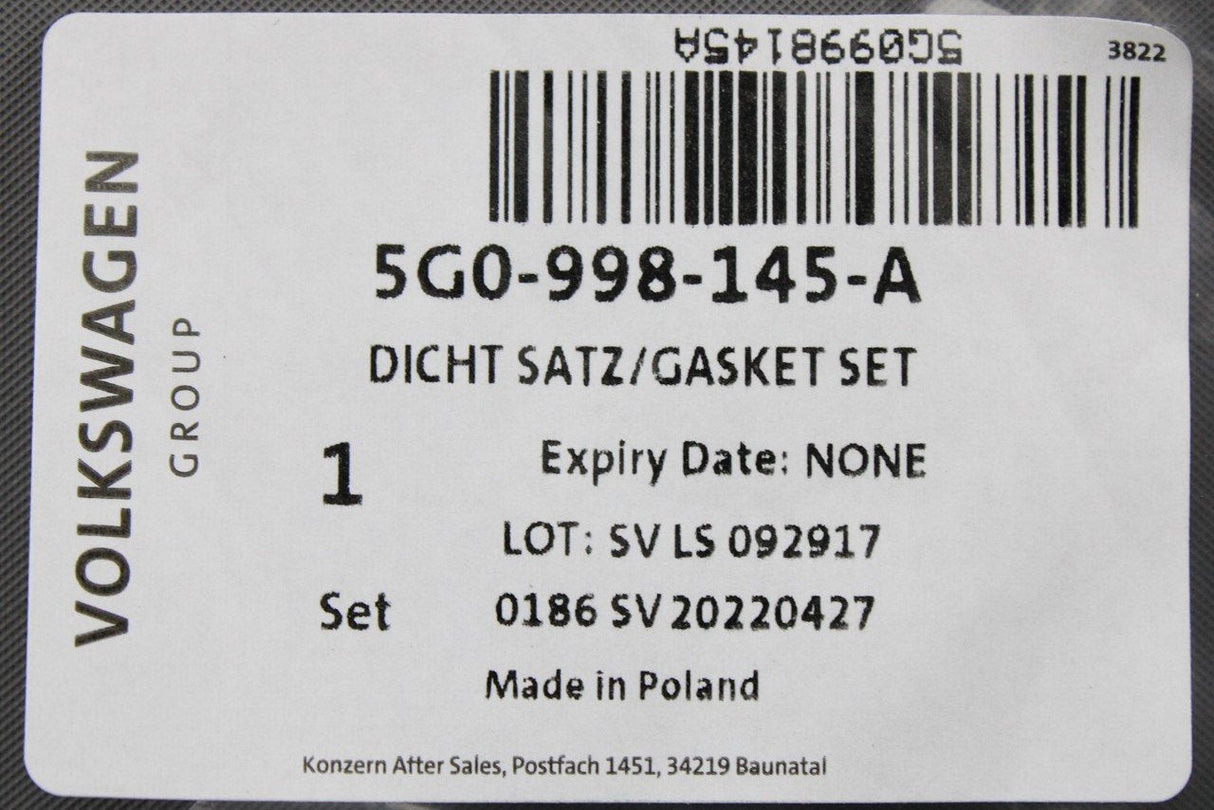 5G0998145A
3822
VOLKSWAGEN
GROUP
5G0-998-145-A
DICHT SATZ/GASKET SET
1
Expiry Date: NONE
LOT: SV LS 092917
Set
0186 SV 20220427
Made in Poland
Konzern After Sales, Postfach 1451, 34219 Baunatal